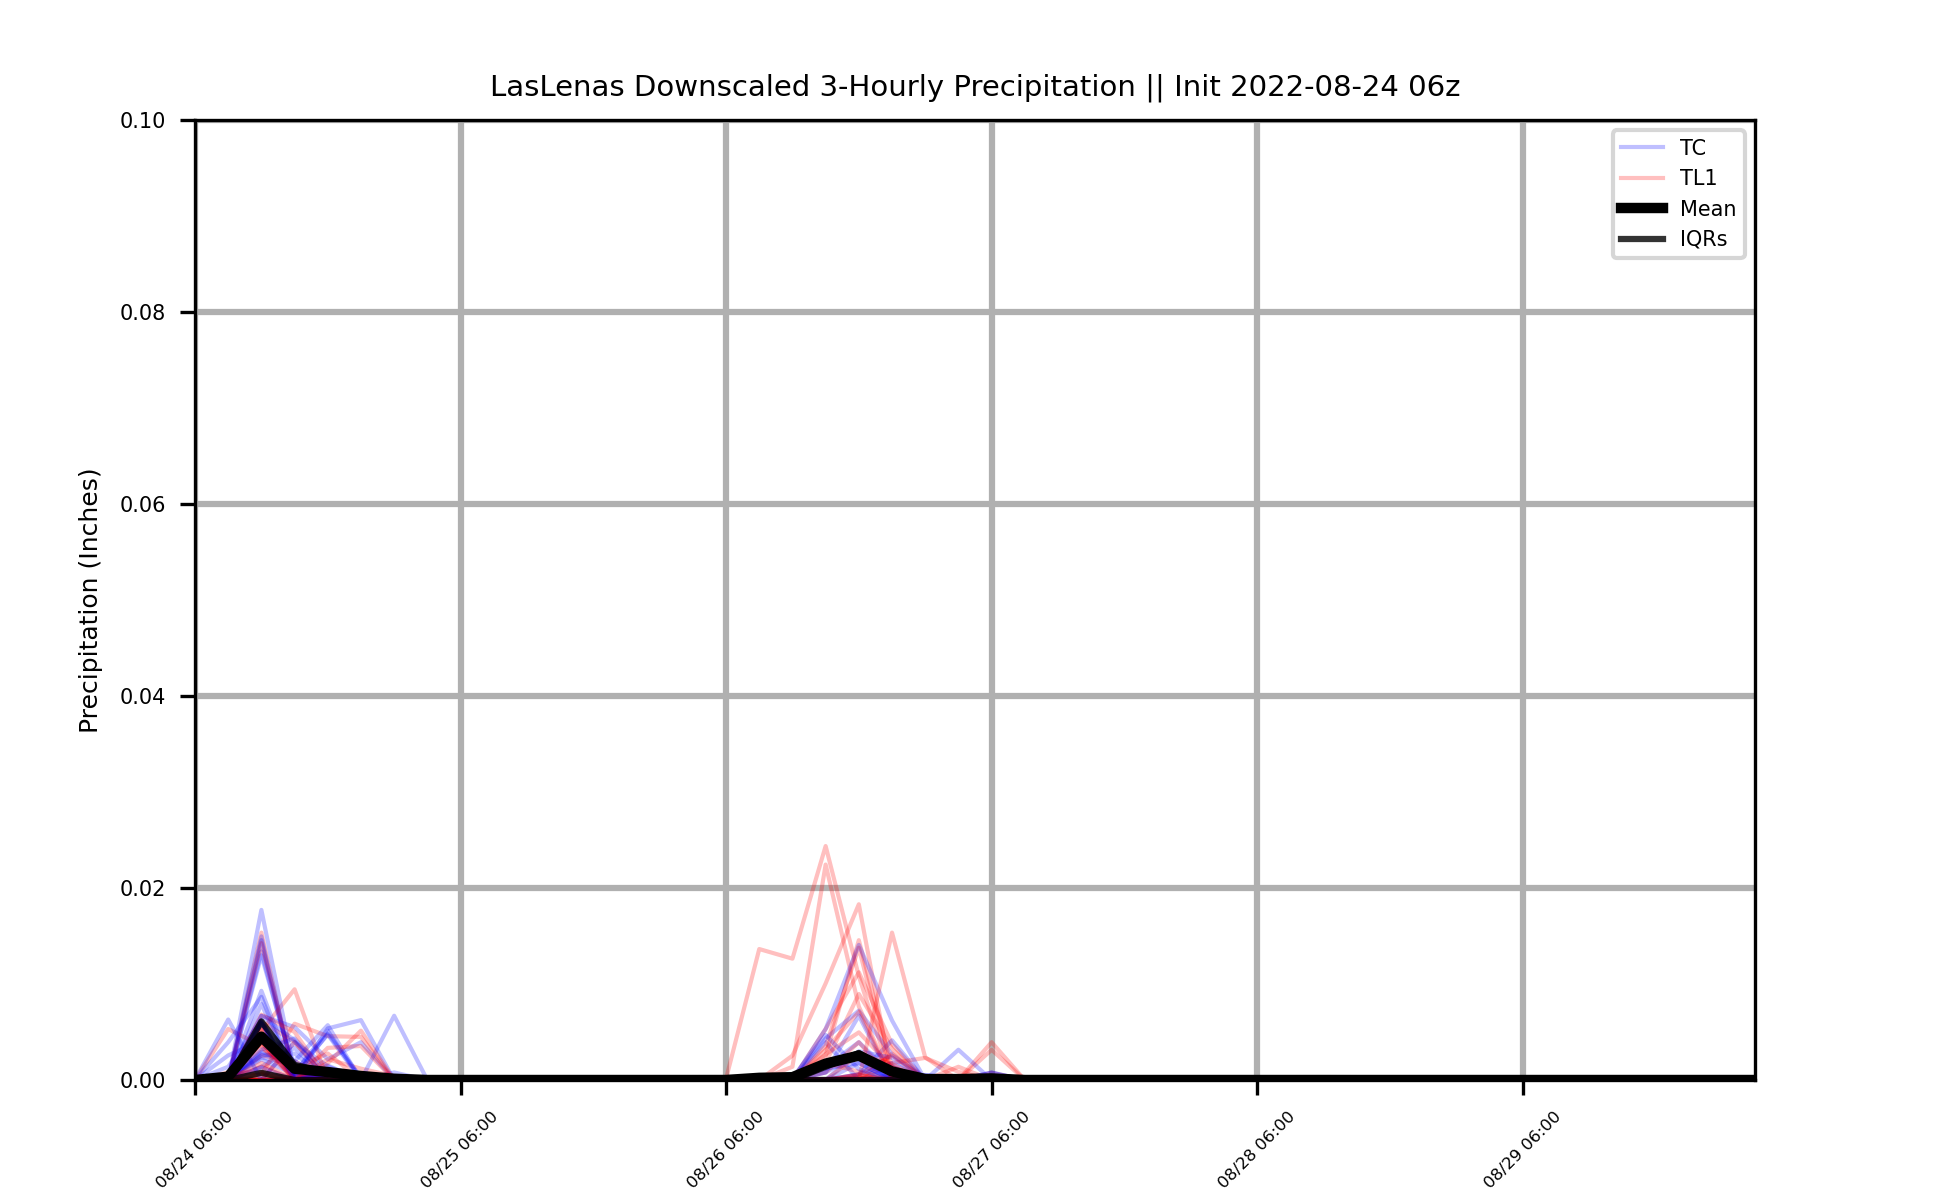 LasLenas Downscaled 3-Hourly Precipitation || Init 2022-08-24 06z
TC
TL1
Mean
IQRs
Precipitation (Inches)
0.10
0.08
0.06
0.04
0.02
0.00
08/24 06:00
08/25 06:00
08/26 06:00
08/27 06:00
08/28 06:00
08/29 06:00